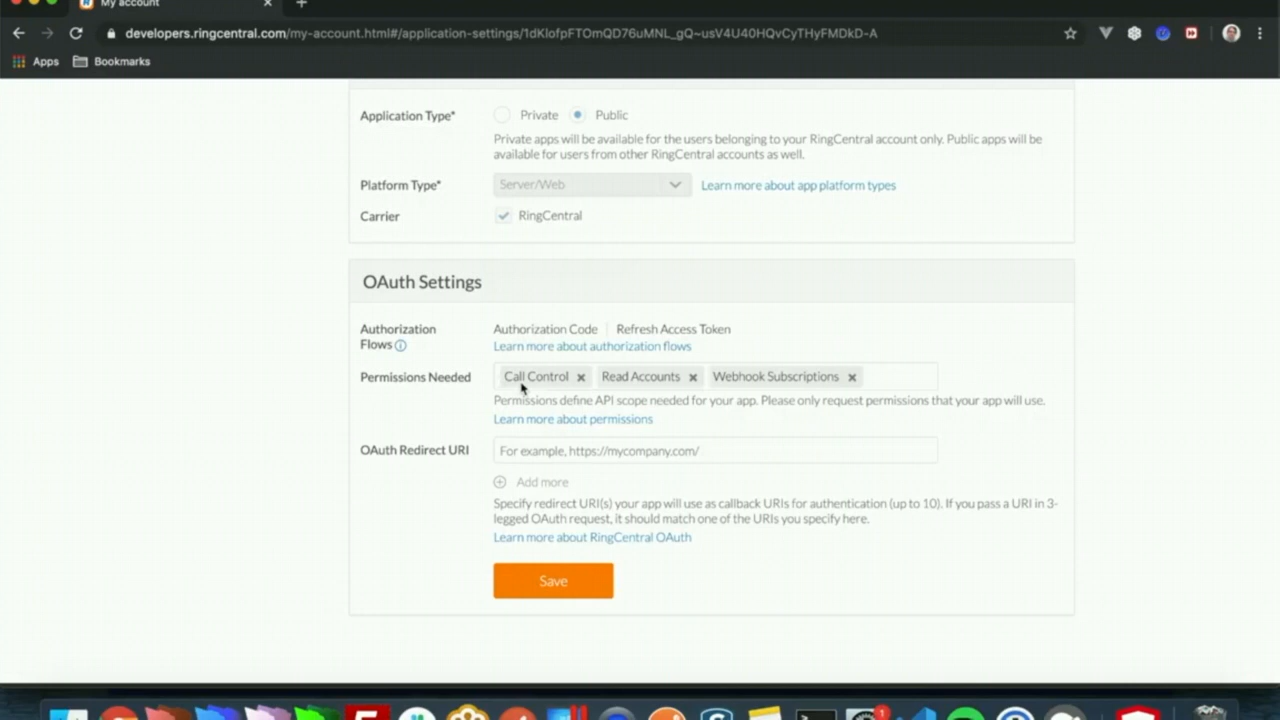 My account
developers.ringcentral.com/my-account.html#/application-settings/1dKlofpFTOmQD76uMNL_gQ~usV4U40HQvCyTHyFMDkD-A
Apps Bookmarks
Application Type* Private Public
Private apps will be available for the users belonging to your RingCentral account only. Public apps will be
available for users from other RingCentral accounts as well.
Platform Type* Server/Web Learn more about app platform types
Carrier RingCentral
OAuth Settings
Authorization Authorization Code Refresh Access Token
Flows Learn more about authorization flows
Permissions Needed Call Control Read Accounts Webhook Subscriptions
Permissions define API scope needed for your app. Please only request permissions that your app will use.
Learn more about permissions
OAuth Redirect URI For example, https://mycompany.com/
Add more
Specify redirect URI(s) your app will use as callback URIs for authentication (up to 10). If you pass a URI in 3-
legged OAuth request, it should match one of the URIs you specify here.
Learn more about RingCentral OAuth
Save